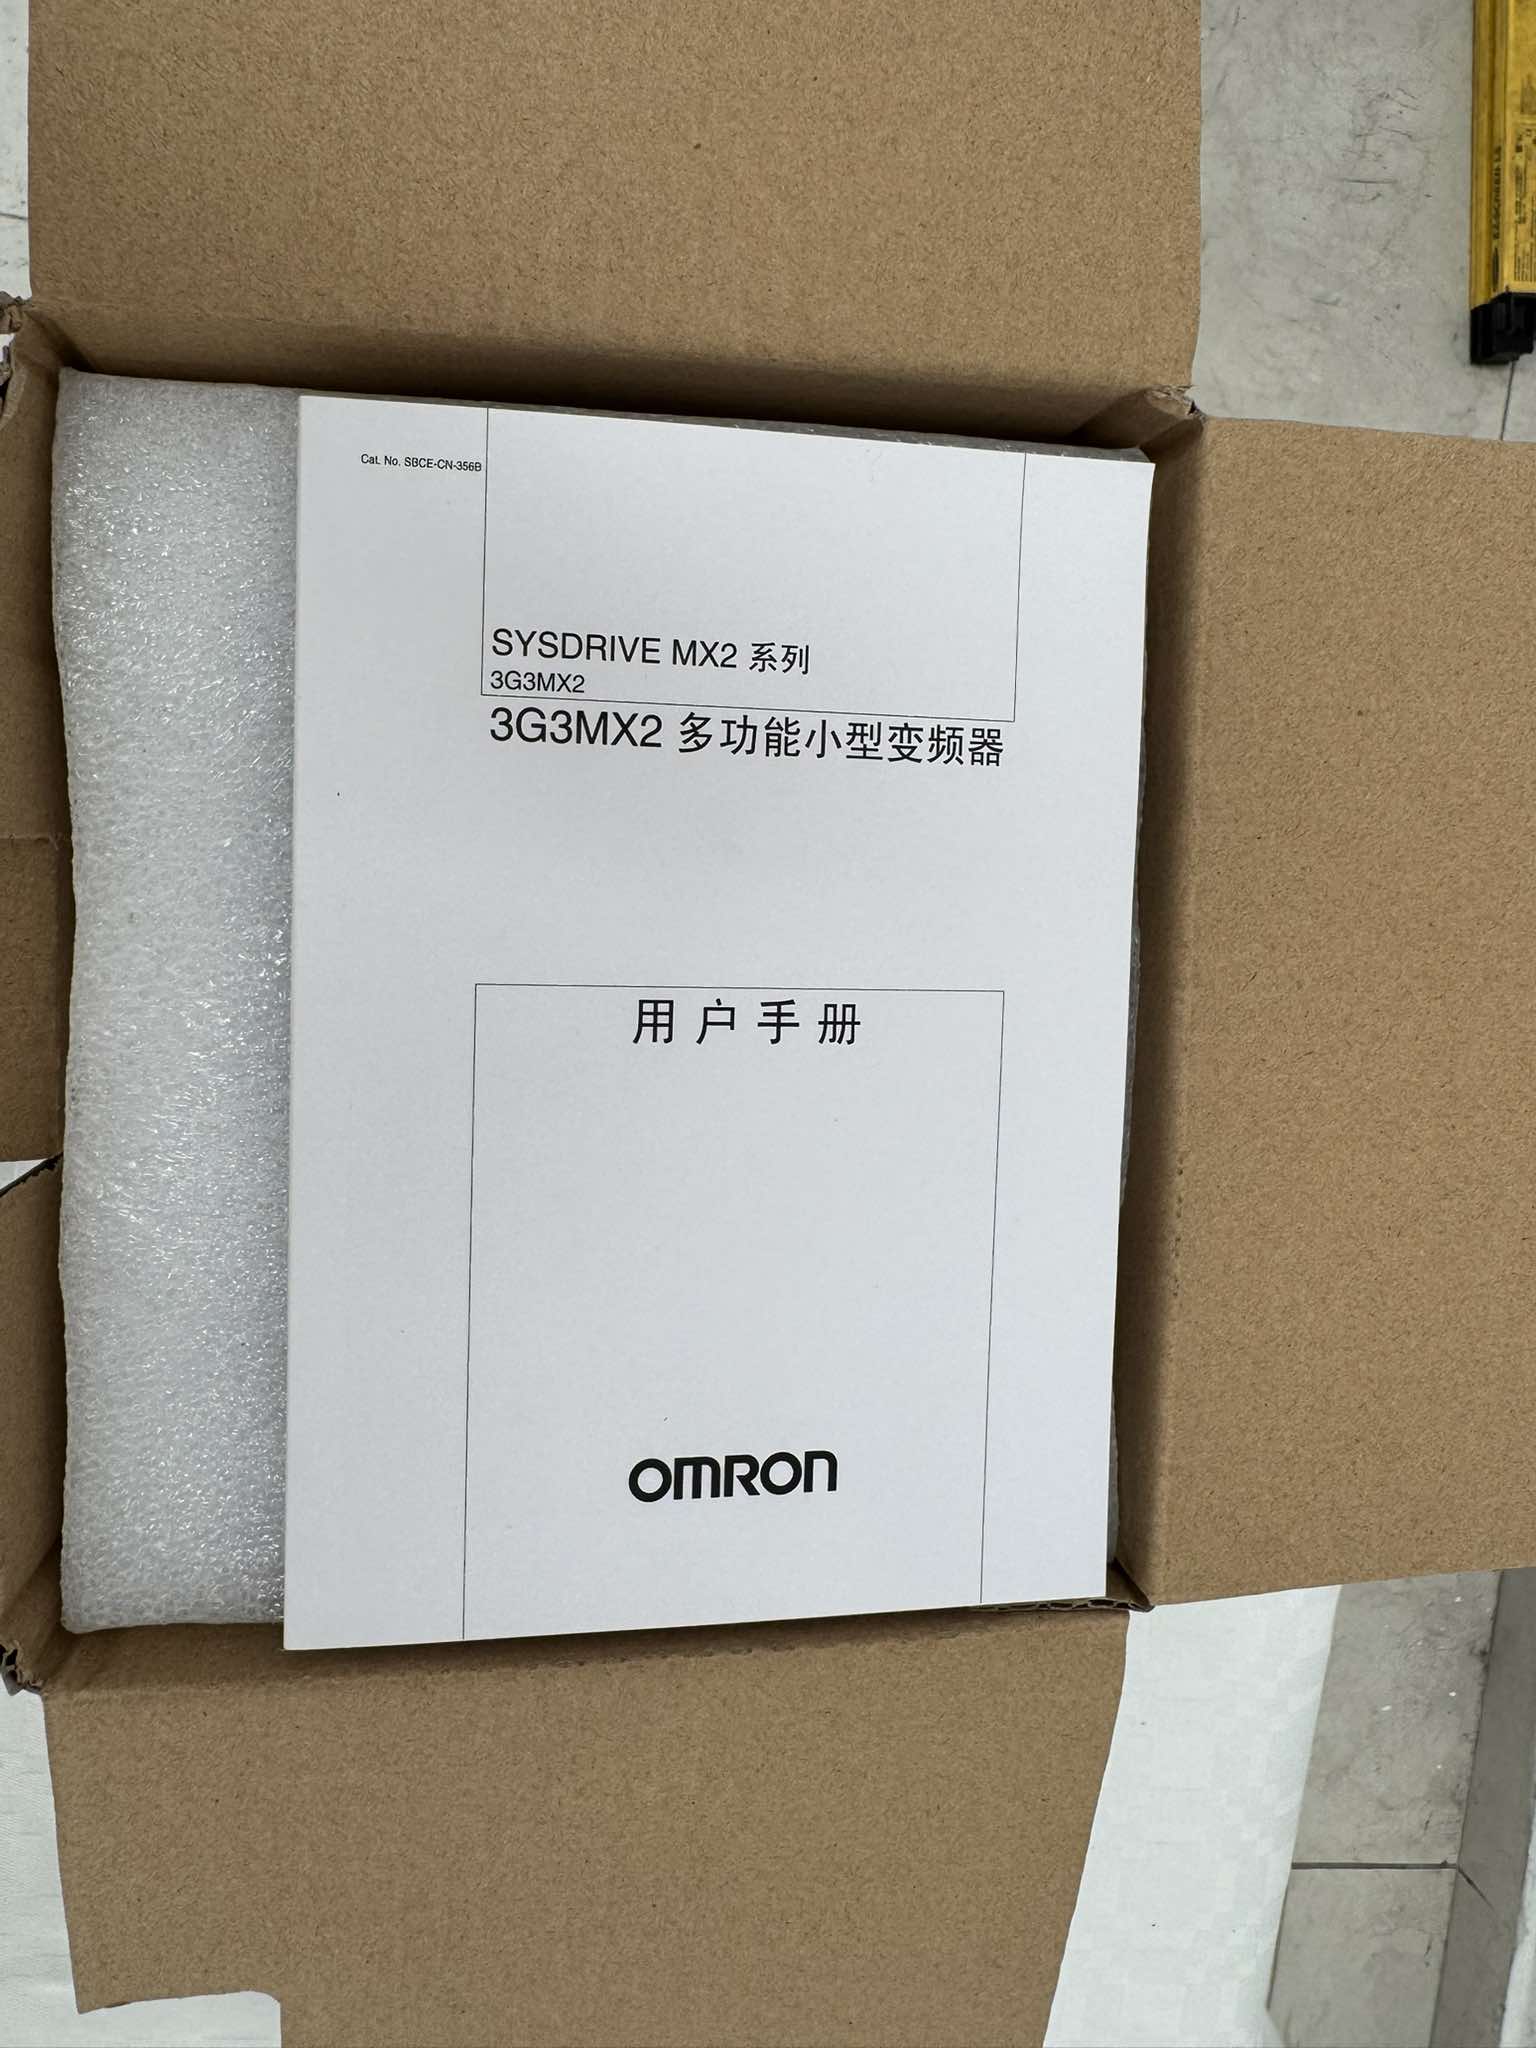 Cat. No. SBCE-CN-356B
SYSDRIVE MX2 系列
3G3MX2
3G3MX2 多功能小型变频器
用户手册
OMRON